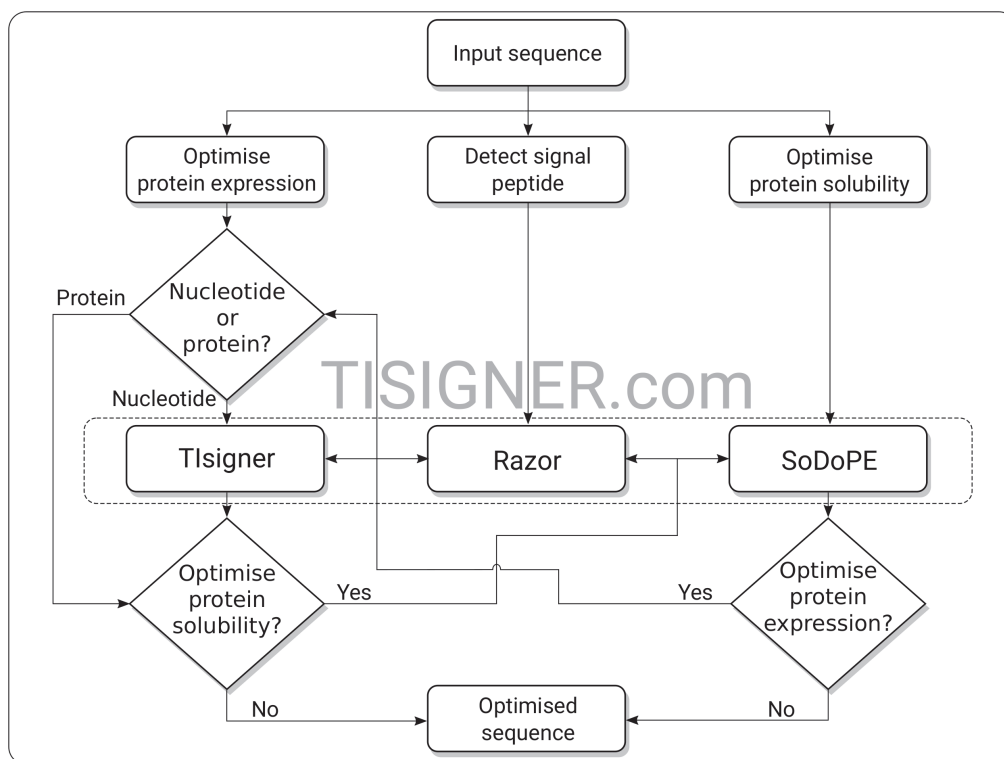 Input sequence
Optimise
protein expression
Detect signal
peptide
Optimise
protein solubility
Protein
Nucleotide
or
protein?
TISIGNER.com
Nucleotide
TIsigner
Razor
SoDoPE
Optimise
protein
solubility?
Yes
Yes
Optimise
protein
expression?
No
Optimised
sequence
No